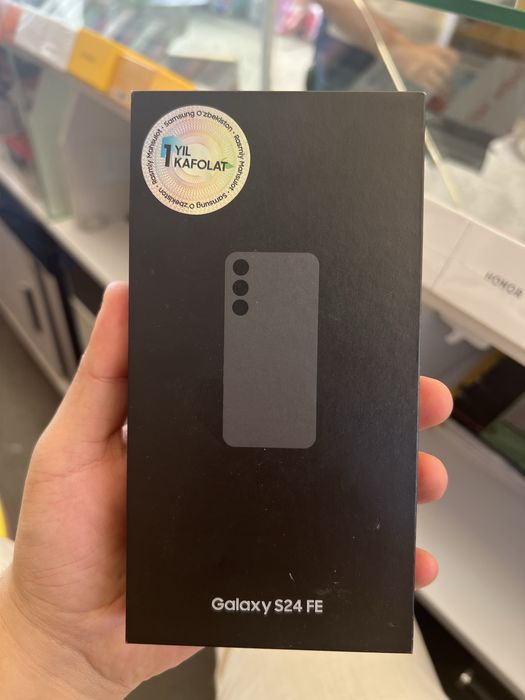 Samsung O'zbekiston · Rasmiy Mahsulot · Samsung O'zbekiston · Rasmiy Mahsulot ·
1 YIL
KAFOLAT
Galaxy S24 FE
HONOR